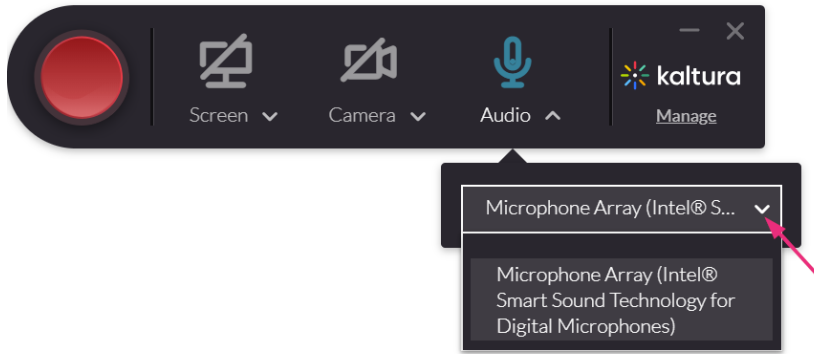 Screen
Camera
Audio
kaltura
Manage
Microphone Array (Intel® S...
Microphone Array (Intel®
Smart Sound Technology for
Digital Microphones)